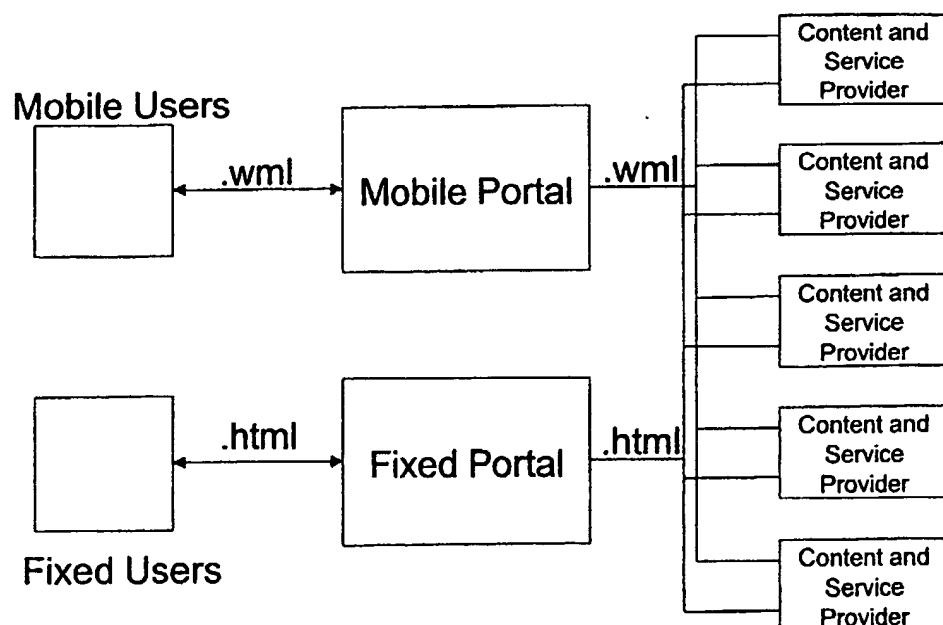 Mobile Users
.wml
Mobile Portal
.wml
Fixed Users
.html
Fixed Portal
.html
Content and
Service
Provider
Content and
Service
Provider
Content and
Service
Provider
Content and
Service
Provider
Content and
Service
Provider